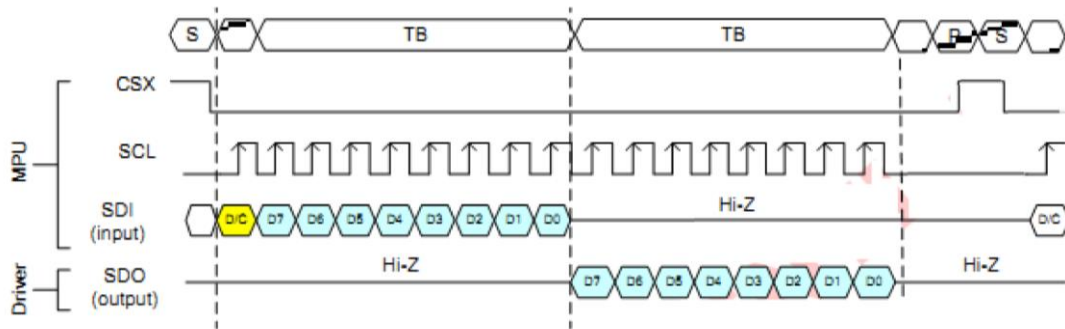 S TB TB P S
CSX
MPU
SCL
SDI D/C D7 D6 D5 D4 D3 D2 D1 D0 Hi-Z D/C
(input)
Driver
SDO Hi-Z D7 D6 D5 D4 D3 D2 D1 D0 Hi-Z
(output)